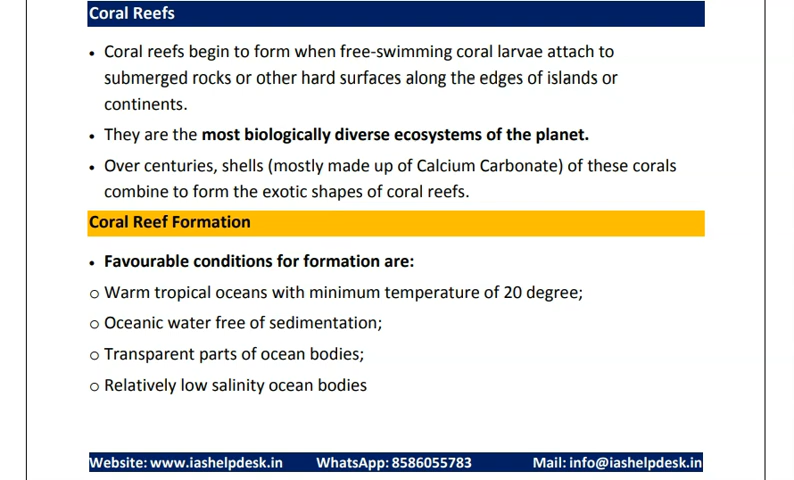 Coral Reefs
• Coral reefs begin to form when free-swimming coral larvae attach to
submerged rocks or other hard surfaces along the edges of islands or
continents.
• They are the most biologically diverse ecosystems of the planet.
• Over centuries, shells (mostly made up of Calcium Carbonate) of these corals
combine to form the exotic shapes of coral reefs.
Coral Reef Formation
• Favourable conditions for formation are:
o Warm tropical oceans with minimum temperature of 20 degree;
o Oceanic water free of sedimentation;
o Transparent parts of ocean bodies;
o Relatively low salinity ocean bodies
Website: www.iashelpdesk.in WhatsApp: 8586055783 Mail: info@iashelpdesk.in